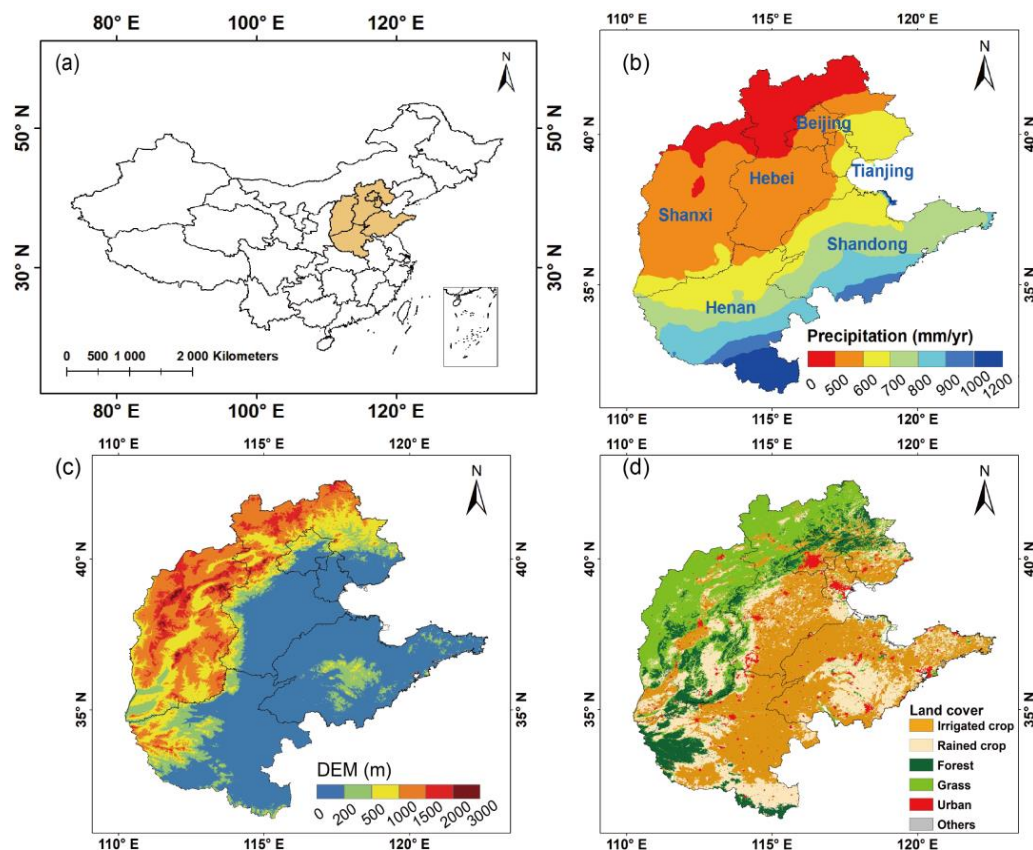 80° E 100° E 120° E
(a)
N
50° N
30° N
50° N
30° N
0 500 1 000 2 000 Kilometers
80° E 100° E 120° E
110° E 115° E 120° E
(b)
N
40° N
35° N
40° N
35° N
Beijing
Tianjing
Hebei
Shanxi
Shandong
Henan
Precipitation (mm/yr)
0 500 600 700 800 900 1000 1200
110° E 115° E 120° E
110° E 115° E 120° E
(c)
N
40° N
35° N
40° N
35° N
DEM (m)
0 200 500 1000 1500 2000 3000
110° E 115° E 120° E
110° E 115° E 120° E
(d)
N
40° N
35° N
40° N
35° N
Land cover
Irrigated crop
Rained crop
Forest
Grass
Urban
Others
110° E 115° E 120° E